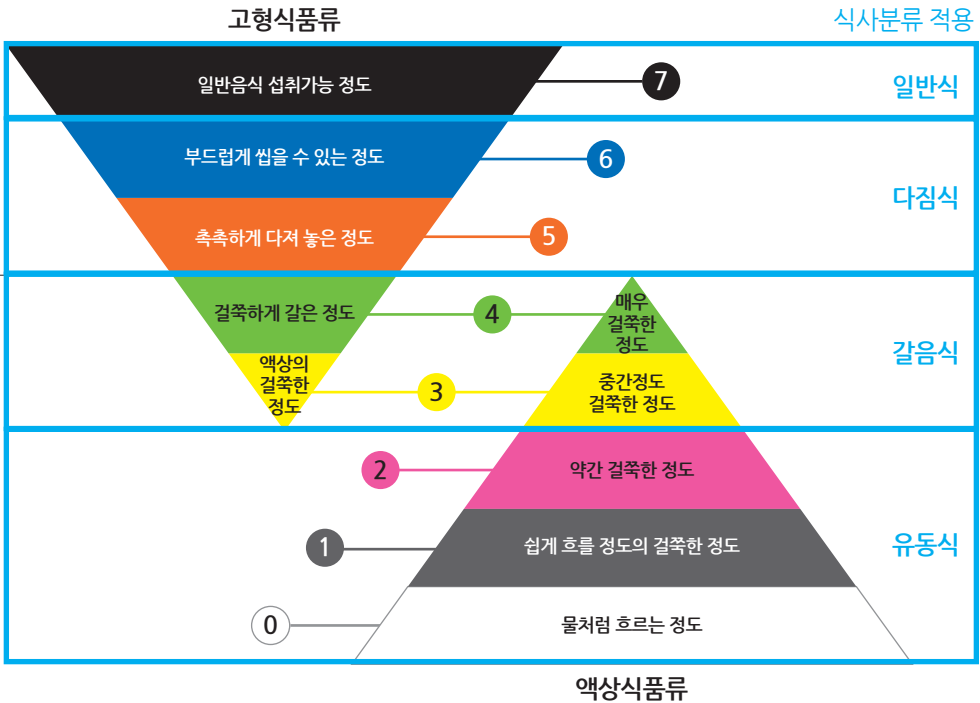 고형식품류
식사분류 적용
일반음식 섭취가능 정도
7
일반식
부드럽게 씹을 수 있는 정도
6
다짐식
촉촉하게 다져 놓은 정도
5
걸쭉하게 갈은 정도
4
매우
걸쭉한
정도
갈음식
액상의
걸쭉한
정도
3
중간정도
걸쭉한 정도
2
약간 걸쭉한 정도
1
쉽게 흐를 정도의 걸쭉한 정도
유동식
0
물처럼 흐르는 정도
액상식품류